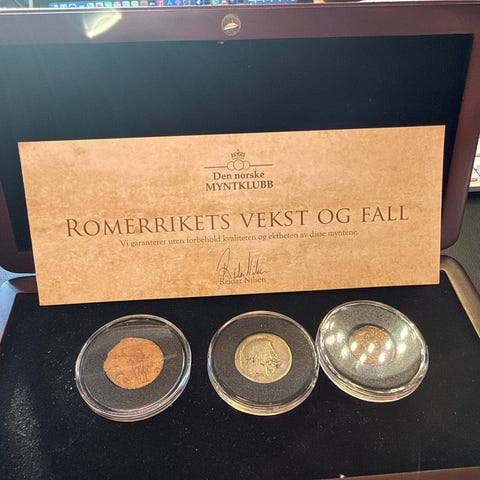 Den norske
MYNTKLUBB
ROMERRIKETS VEKST OG FALL
Vi garanterer uten forbehold kvaliteten og ektheten av disse myntene.
Reidar Nilsen